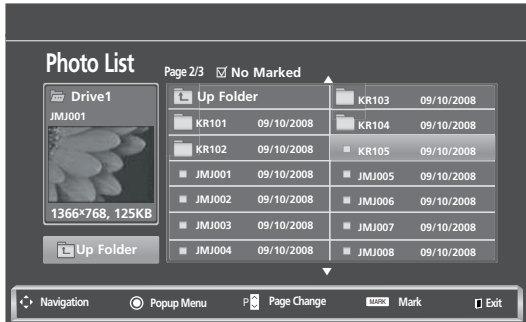 Photo List
Page 2/3 No Marked
Drive1
JMJ001
1366×768, 125KB
Up Folder
Up Folder
KR101 09/10/2008
KR102 09/10/2008
JMJ001 09/10/2008
JMJ002 09/10/2008
JMJ003 09/10/2008
JMJ004 09/10/2008
KR103 09/10/2008
KR104 09/10/2008
KR105 09/10/2008
JMJ005 09/10/2008
JMJ006 09/10/2008
JMJ007 09/10/2008
JMJ008 09/10/2008
Navigation Popup Menu P Page Change MARK Mark Exit